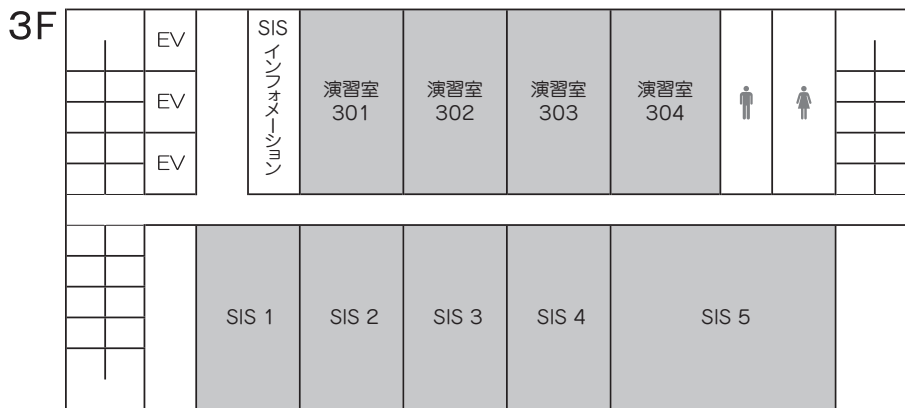 3F
EV
EV
EV
SIS
インフォメーション
演習室
301
演習室
302
演習室
303
演習室
304
SIS 1
SIS 2
SIS 3
SIS 4
SIS 5